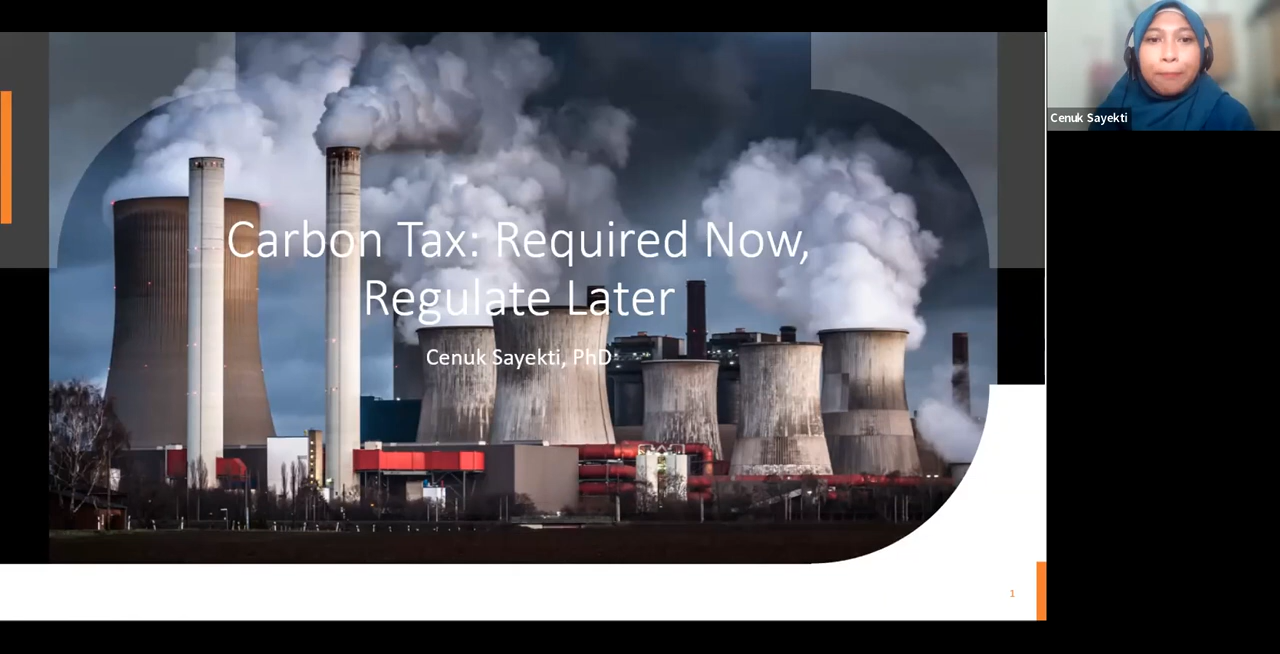 Carbon Tax: Required Now,
Regulate Later
Cenuk Sayekti, PhD
1
Cenuk Sayekti